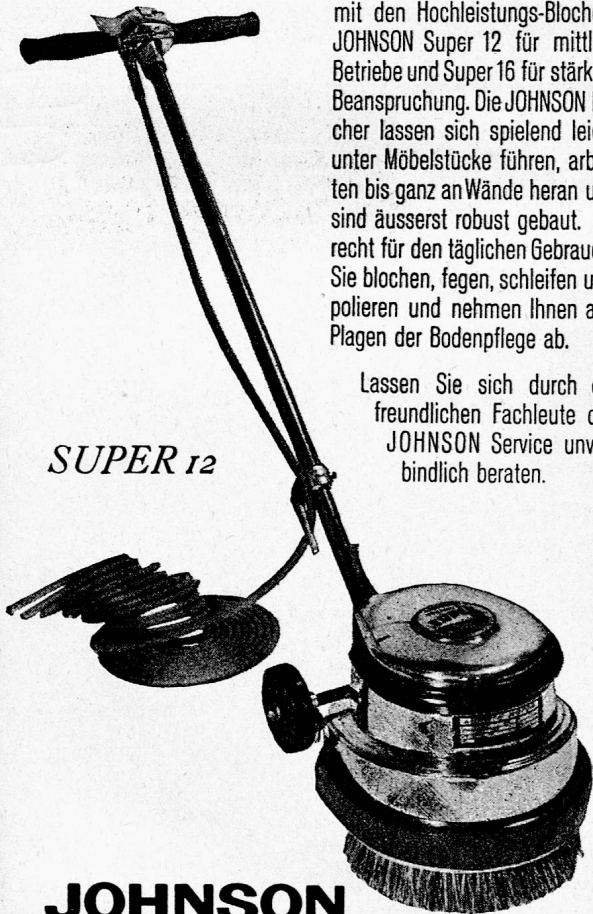 mit den Hochleistungs-Bloche
JOHNSON Super 12 für mittl
Betriebe und Super 16 für stärk
Beanspruchung. Die JOHNSON
cher lassen sich spielend leic
unter Möbelstücke führen, arb
ten bis ganz an Wände heran u
sind äusserst robust gebaut.
recht für den täglichen Gebrauc
Sie blochen, fegen, schleifen u
polieren und nehmen Ihnen a
Plagen der Bodenpflege ab.
Lassen Sie sich durch d
freundlichen Fachleute d
JOHNSON Service unv
bindlich beraten.
SUPER 12
JOHNSON